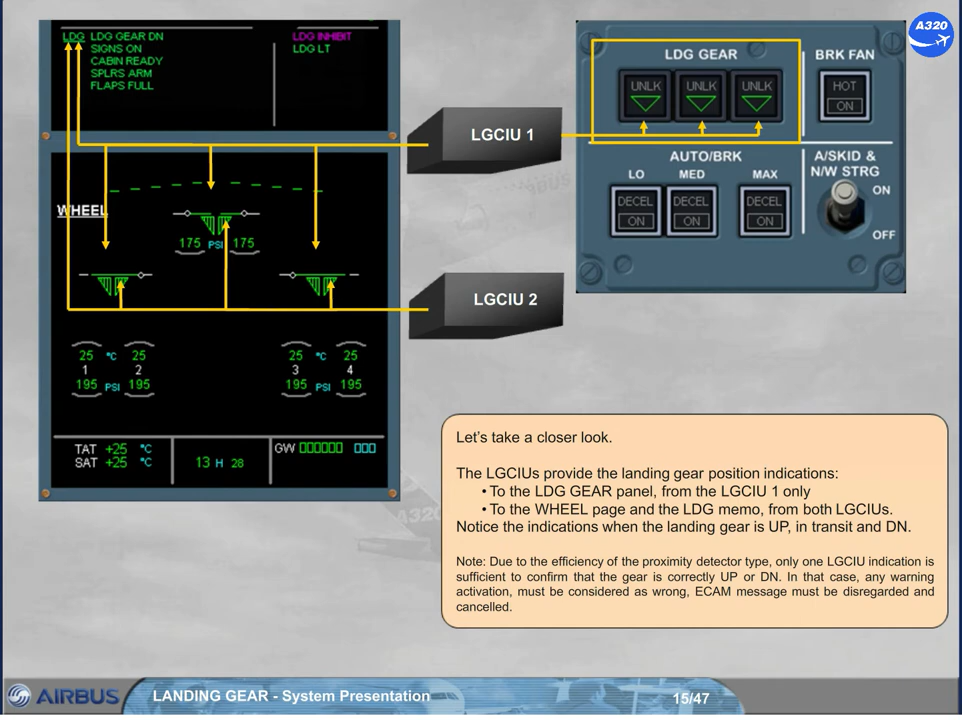 LDG LDG GEAR DN
SIGNS ON
CABIN READY
SPLRS ARM
FLAPS FULL
LDG INHIBIT
LDG LT
WHEEL
175 PSI 175
25 °C 25
1 2
195 PSI 195
25 °C 25
3 4
195 PSI 195
TAT +25 °C
SAT +25 °C
13 H 28
GW
LGCIU 1
LGCIU 2
A320
LDG GEAR
UNLK UNLK UNLK
BRK FAN
HOT
ON
AUTO/BRK
LO MED MAX
DECEL DECEL DECEL
ON ON ON
A/SKID &
N/W STRG
ON
OFF
Let's take a closer look.
The LGCIUs provide the landing gear position indications:
• To the LDG GEAR panel, from the LGCIU 1 only
• To the WHEEL page and the LDG memo, from both LGCIUs.
Notice the indications when the landing gear is UP, in transit and DN.
Note: Due to the efficiency of the proximity detector type, only one LGCIU indication is
sufficient to confirm that the gear is correctly UP or DN. In that case, any warning
activation, must be considered as wrong, ECAM message must be disregarded and
cancelled.
AIRBUS
LANDING GEAR - System Presentation
15/47